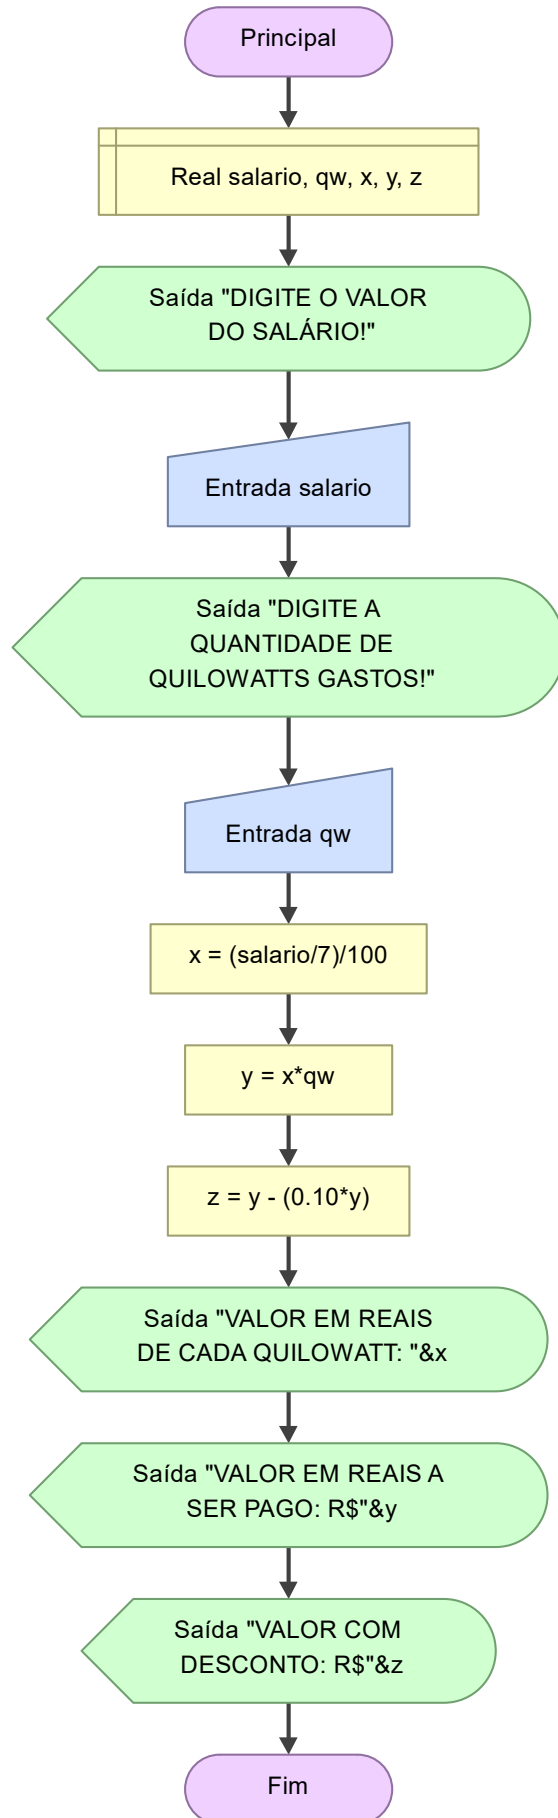 Principal
Real salario, qw, x, y, z
Saída "DIGITE O VALOR
DO SALÁRIO!"
Entrada salario
Saída "DIGITE A
QUANTIDADE DE
QUILOWATTS GASTOS!"
Entrada qw
x = (salario/7)/100
y = x*qw
z = y - (0.10*y)
Saída "VALOR EM REAIS
DE CADA QUILOWATT: "&x
Saída "VALOR EM REAIS A
SER PAGO: R$"&y
Saída "VALOR COM
DESCONTO: R$"&z
Fim